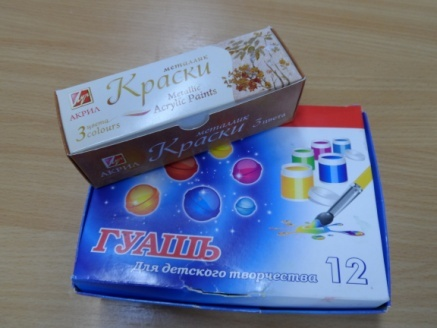 МЕТАЛЛИК
Краски
Metallic
Acrylic Paints
АКРИЛ
3 цвета
colours
МЕТАЛЛИК
Краски 3 цвета
АКРИЛ
ГУАШЬ
Для детского творчества 12